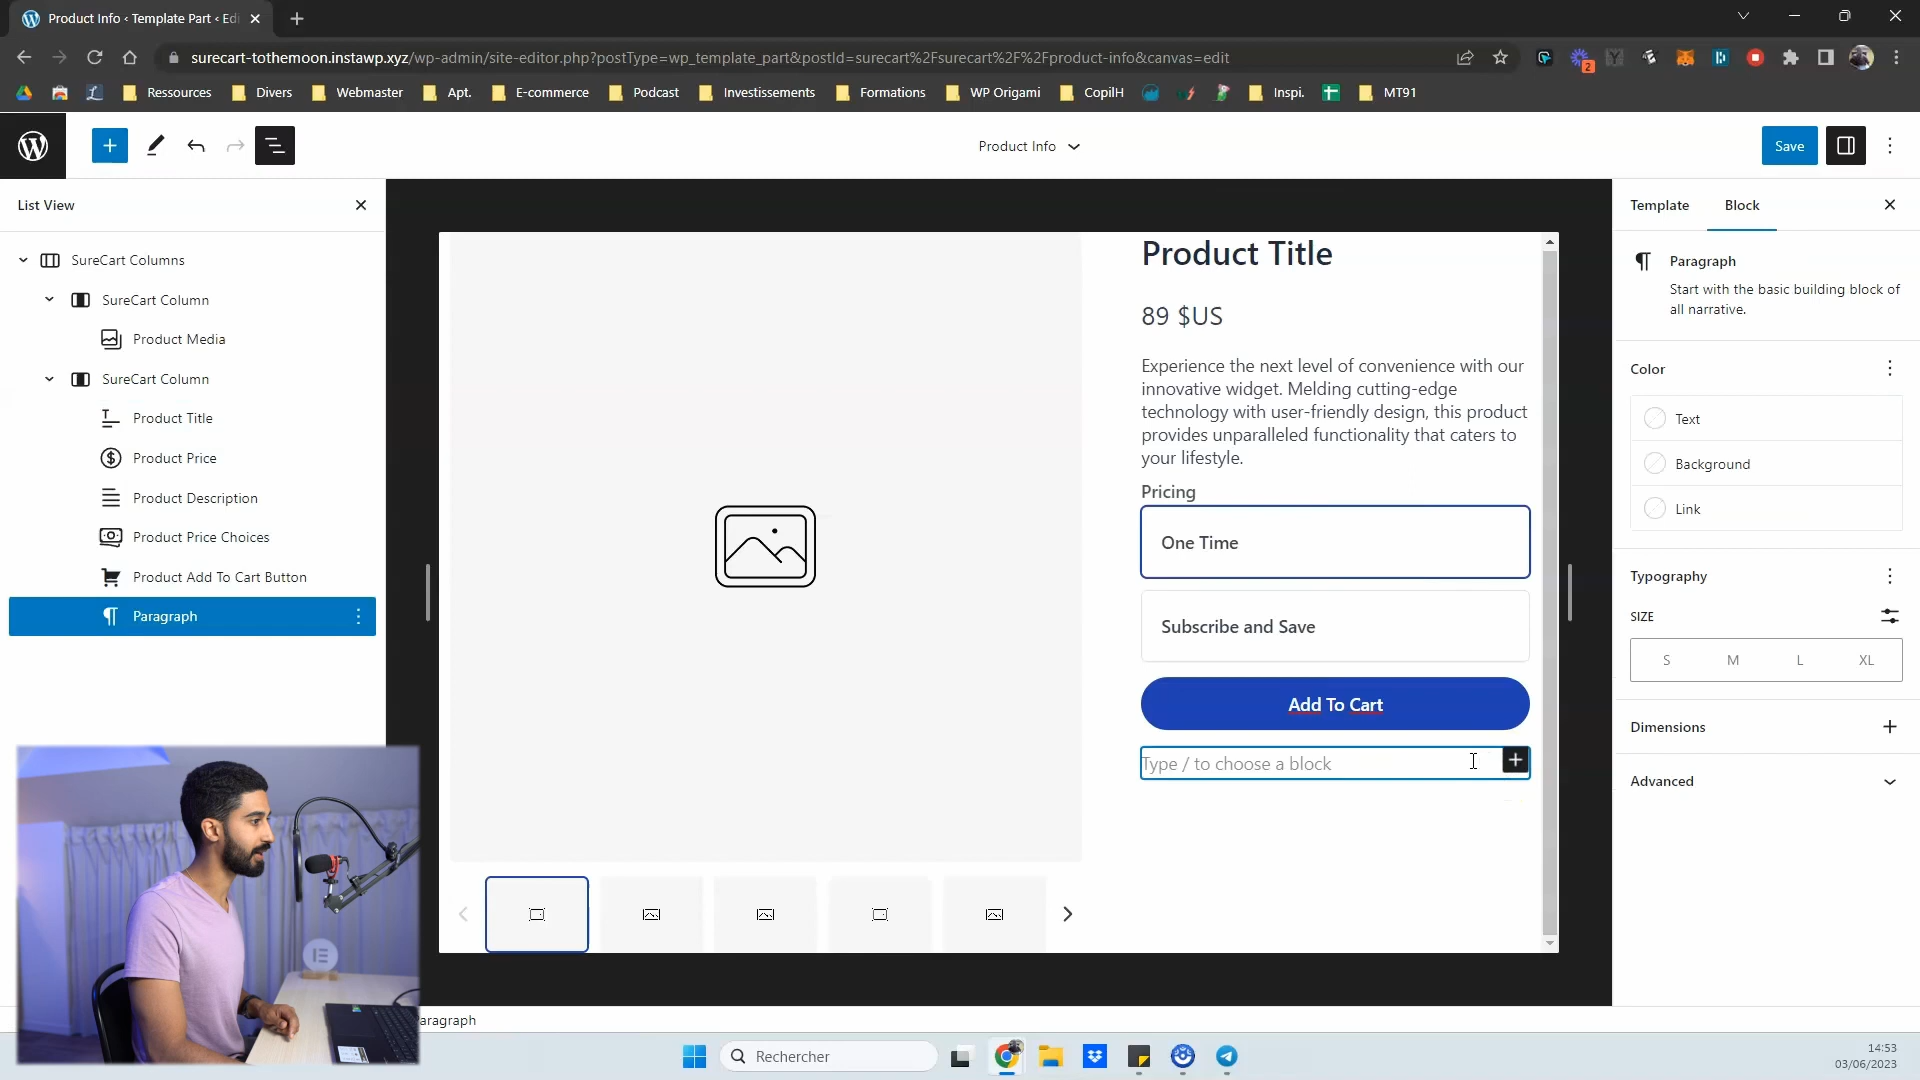 Product Info ‹ Template Part ‹ Edi
surecart-tothemoon.instawp.xyz/wp-admin/site-editor.php?postType=wp_template_part&postId=surecart%2Fsurecart%2F%2Fproduct-info&canvas=edit
2
Ressources
Divers
Webmaster
Apt.
E-commerce
Podcast
Investissements
Formations
WP Origami
CopilH
Inspi.
MT91
Product Info
Save
List View
SureCart Columns
SureCart Column
Product Media
SureCart Column
Product Title
Product Price
Product Description
Product Price Choices
Product Add To Cart Button
Paragraph
Product Title
89 $US
Experience the next level of convenience with our
innovative widget. Melding cutting-edge
technology with user-friendly design, this product
provides unparalleled functionality that caters to
your lifestyle.
Pricing
One Time
Subscribe and Save
Add To Cart
Type / to choose a block
Template
Block
Paragraph
Start with the basic building block of
all narrative.
Color
Text
Background
Link
Typography
SIZE
S M L XL
Dimensions
Advanced
aragraph
Rechercher
14:53
03/06/2023